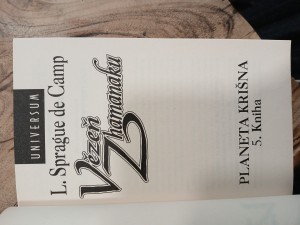 UNIVERSUM
L. Sprague de Camp
Vězeň
Zhamanaku
PLANETA KRIŠNA
5. Kniha